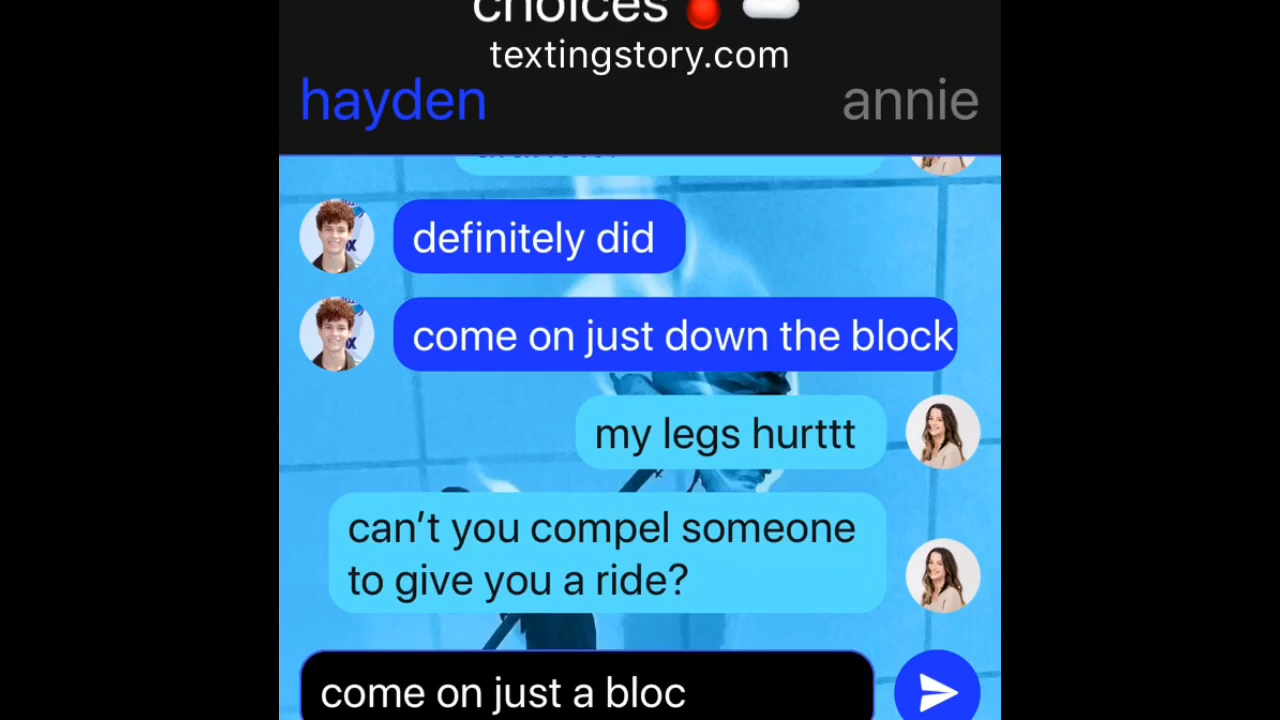 choices
textingstory.com
hayden
annie
definitely did
come on just down the block
my legs hurttt
can’t you compel someone
to give you a ride?
come on just a bloc